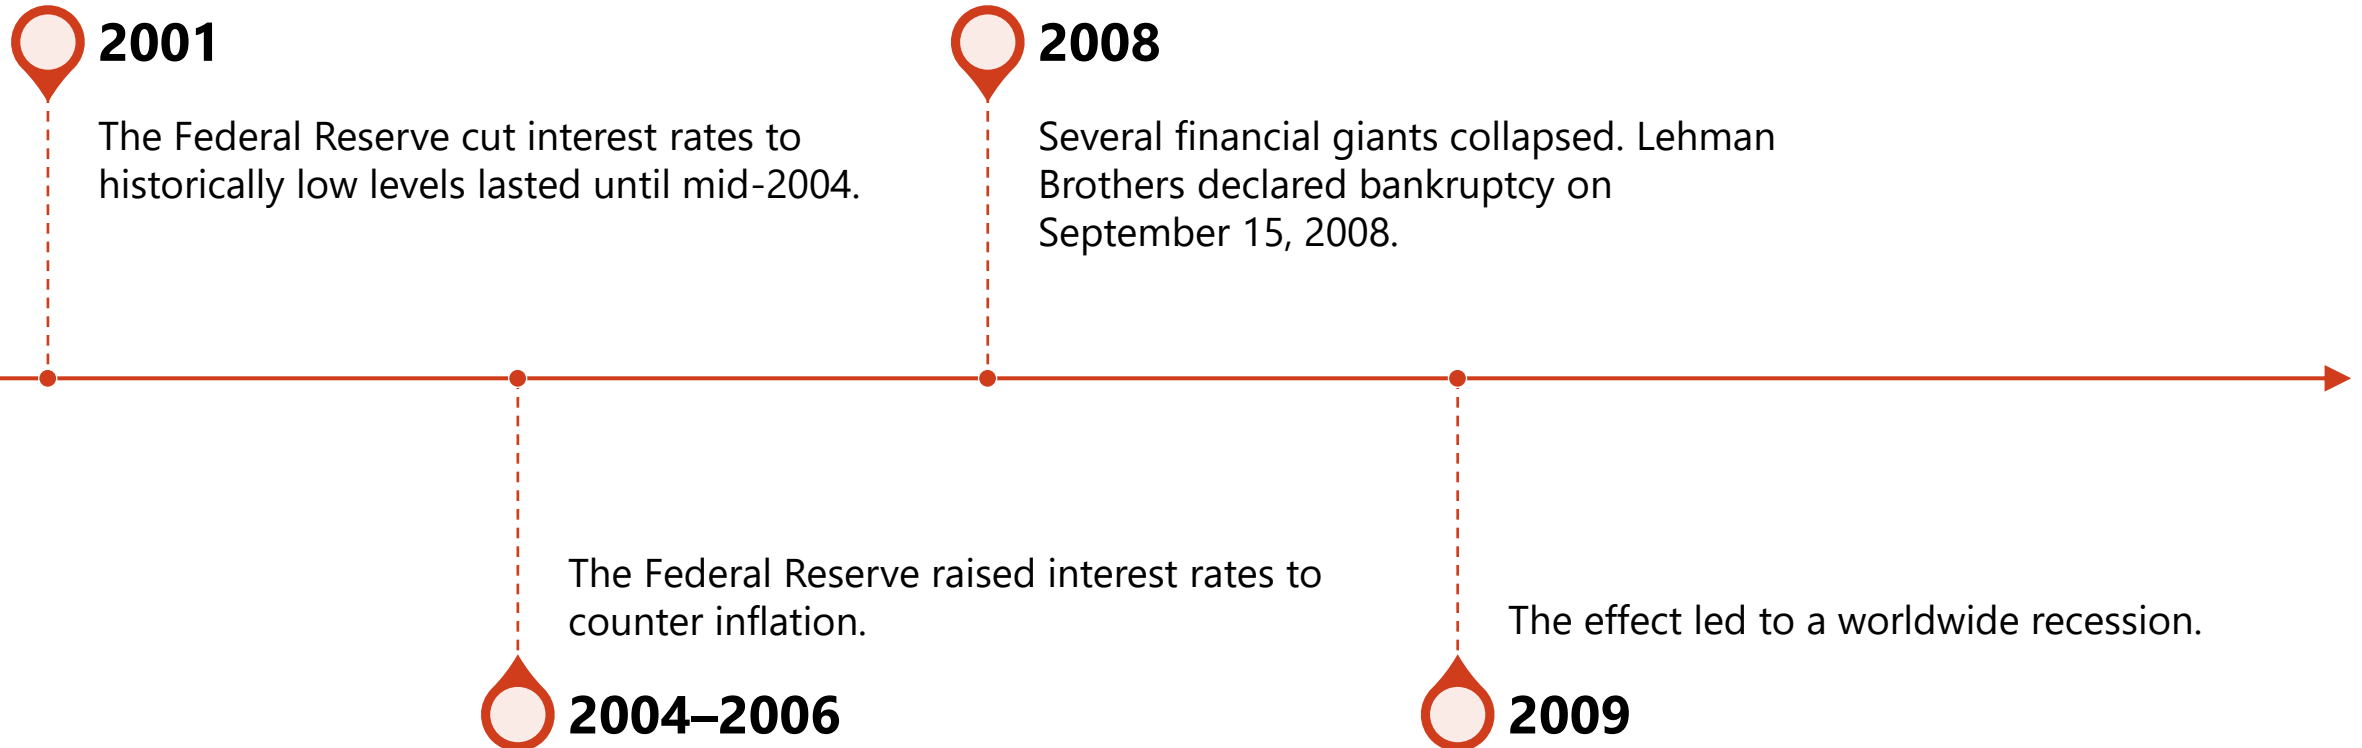 2001
The Federal Reserve cut interest rates to
historically low levels lasted until mid-2004.
The Federal Reserve raised interest rates to
counter inflation.
2004–2006
2008
Several financial giants collapsed. Lehman
Brothers declared bankruptcy on
September 15, 2008.
The effect led to a worldwide recession.
2009